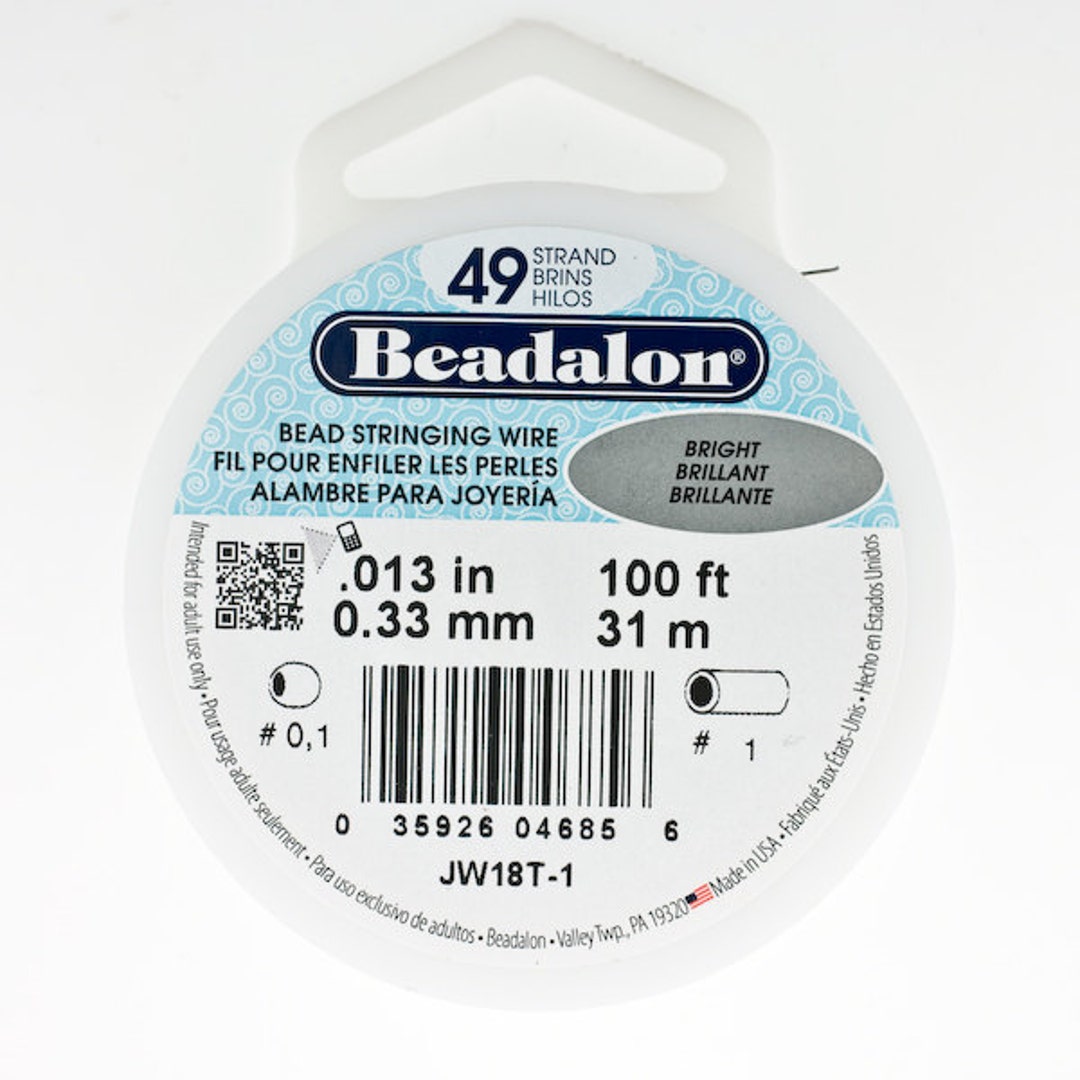 49 STRAND
BRINS
HILOS
Beadalon®
BEAD STRINGING WIRE
FIL POUR ENFILER LES PERLES
ALAMBRE PARA JOYERÍA
BRIGHT
BRILLANT
BRILLANTE
.013 in
0.33 mm
100 ft
31 m
# 0,1
# 1
0 35926 04685 6
JW18T-1
Intended for adult use only • Pour usage adulte seulement • Para uso exclusivo de adultos • Beadalon • Valley Twp., PA 19320 Made in USA • Fabriqué aux États-Unis • Hecho en Estados Unidos